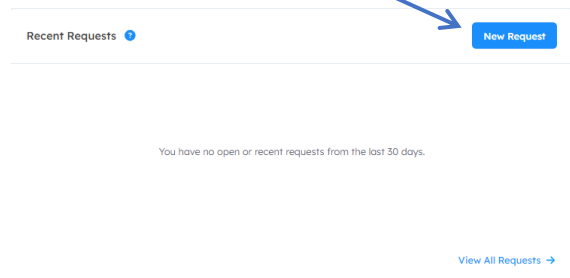 Recent Requests ?
New Request
You have no open or recent requests from the last 30 days.
View All Requests →